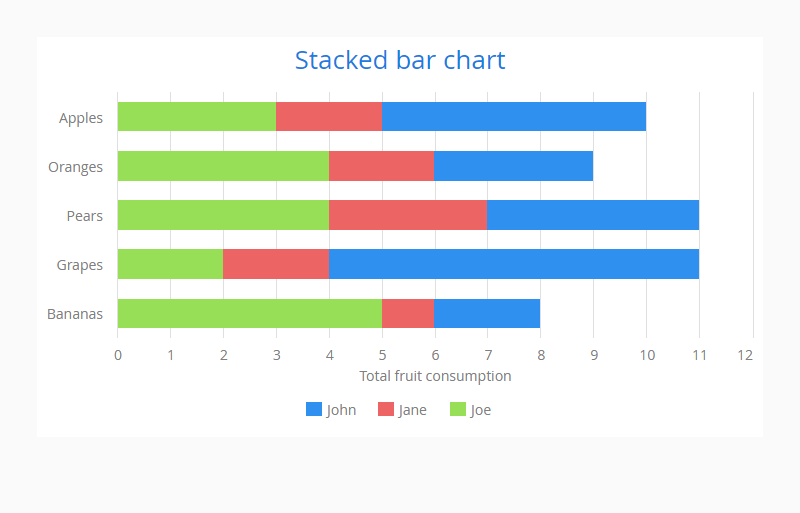 Stacked bar chart
Apples
Oranges
Pears
Grapes
Bananas
0 1 2 3 4 5 6 7 8 9 10 11 12
Total fruit consumption
John Jane Joe